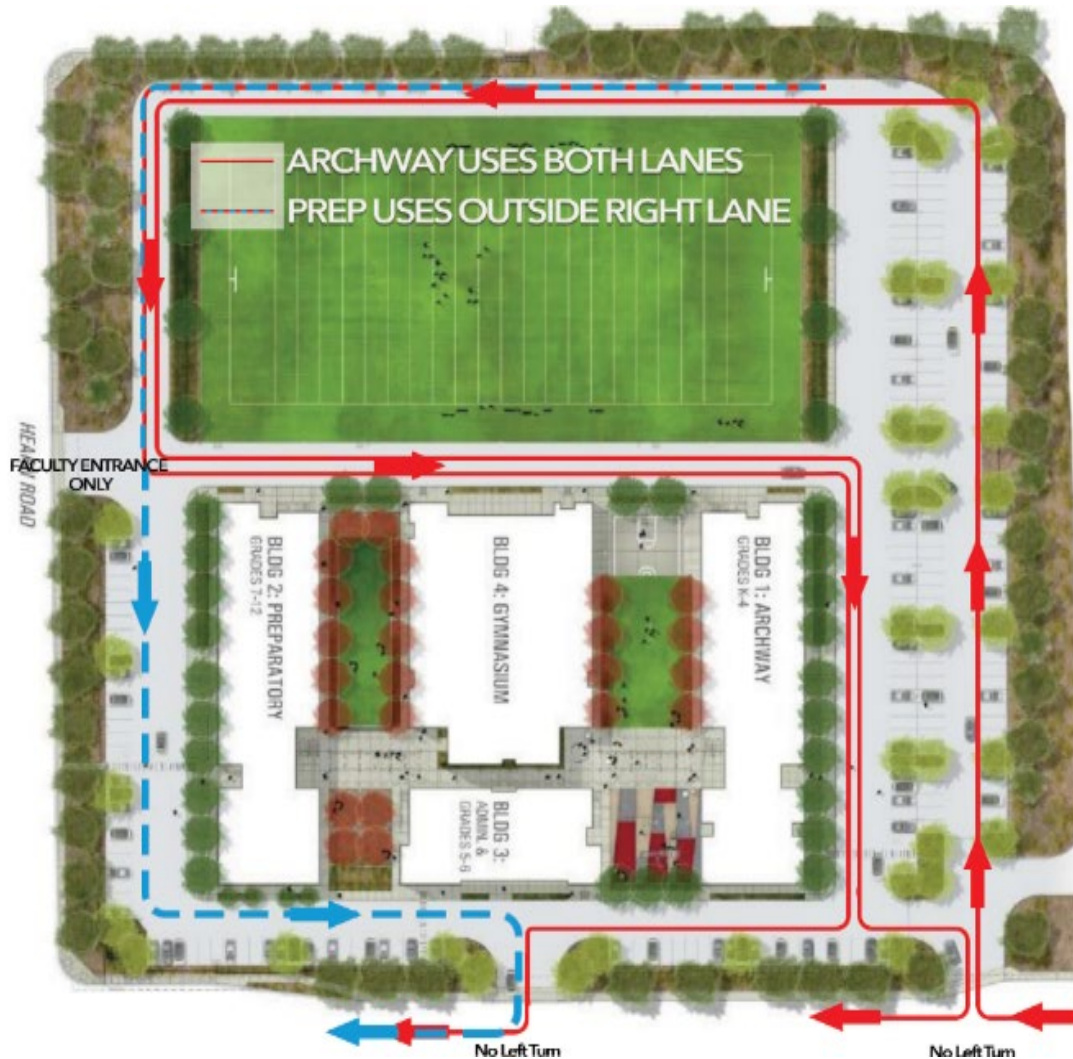 ARCHWAY USES BOTH LANES
PREP USES OUTSIDE RIGHT LANE
FACULTY ENTRANCE
ONLY
BLDG 2: PREPARATORY
GRADES 7-12
BLDG 4: GYMNASIUM
BLDG 1: ARCHWAY
GRADES K-4
BLDG 3:
ADMIN. &
GRADES 5-6
No Left Turn
No Left Turn